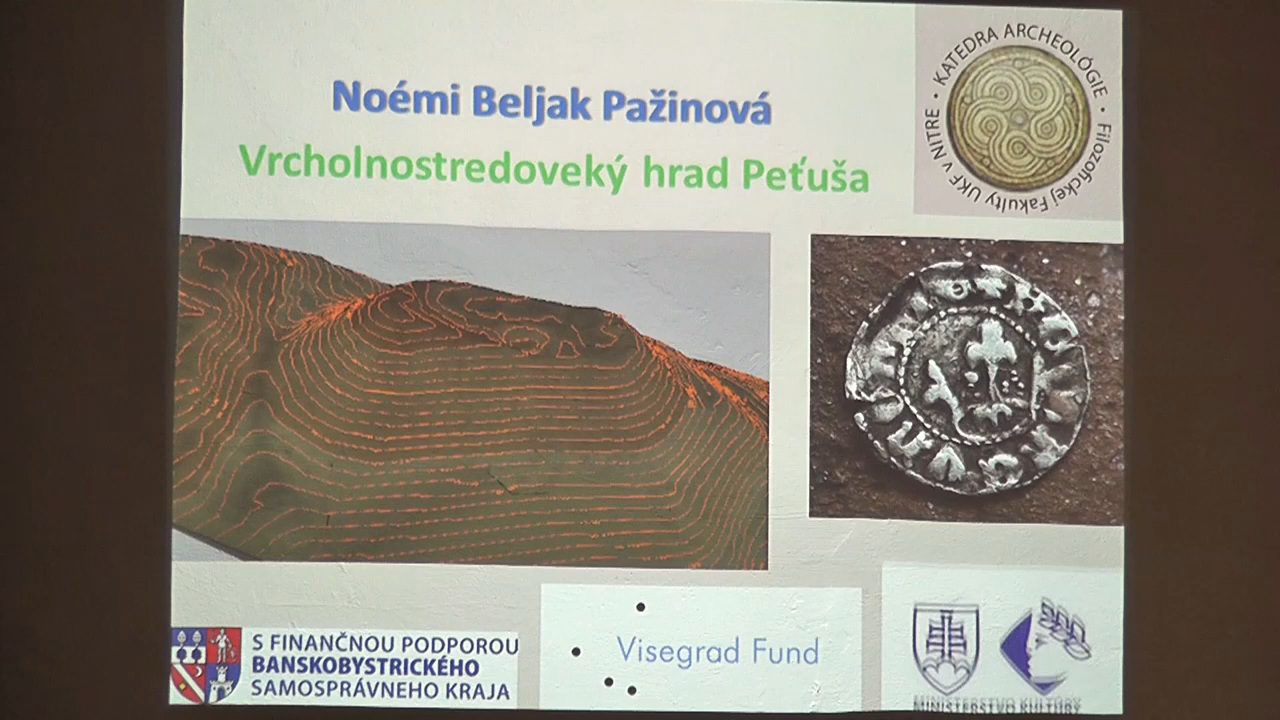 Noémi Beljak Pažinová
Vrcholnostredoveký hrad Peťuša
• KATEDRA ARCHEOLÓGIE • Filozofickej Fakulty UKF v NITRE
S FINANČNOU PODPOROU
BANSKOBYSTRICKÉHO
SAMOSPRÁVNEHO KRAJA
Visegrad Fund
MINISTERSTVO KULTÚRY